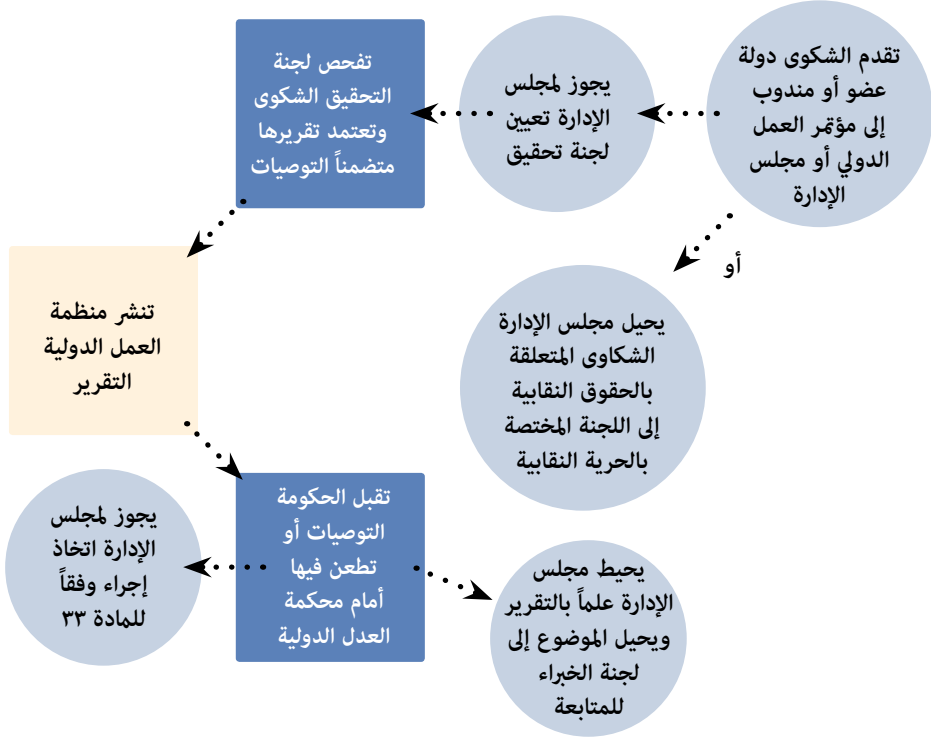 تقدم الشكوى دولة
عضو أو مندوب
إلى مؤتمر العمل
الدولي أو مجلس
الإدارة
يجوز لمجلس
الإدارة تعيين
لجنة تحقيق
تفحص لجنة
التحقيق الشكوى
وتعتمد تقريرها
متضمناً التوصيات
أو
يحيل مجلس الإدارة
الشكاوى المتعلقة
بالحقوق النقابية
إلى اللجنة المختصة
بالحرية النقابية
تنشر منظمة
العمل الدولية
التقرير
تقبل الحكومة
التوصيات أو
تطعن فيها
أمام محكمة
العدل الدولية
يجوز لمجلس
الإدارة اتخاذ
إجراء وفقاً
للمادة ٣٣
يحيط مجلس
الإدارة علماً بالتقرير
ويحيل الموضوع إلى
لجنة الخبراء
للمتابعة